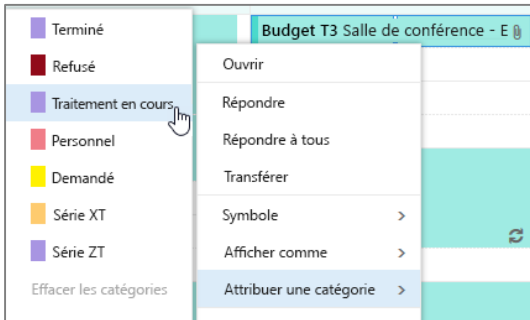 Terminé
Refusé
Traitement en cours
Personnel
Demandé
Série XT
Série ZT
Effacer les catégories
Budget T3 Salle de conférence - E
Ouvrir
Répondre
Répondre à tous
Transférer
Symbole
Afficher comme
Attribuer une catégorie